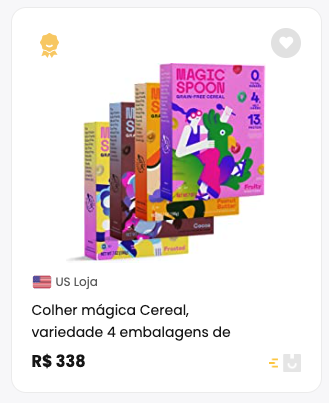 MAGIC
SPOON
GRAIN-FREE CEREAL
0
4
13
Fruity
Peanut
Butter
Cocoa
Frosted
US Loja
Colher mágica Cereal,
variedade 4 embalagens de
R$ 338